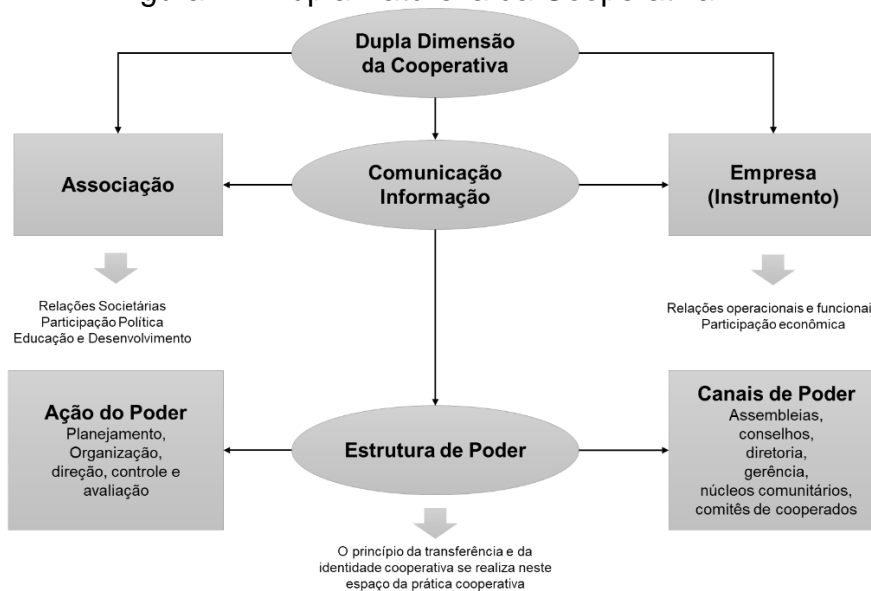 Dupla Dimensão
da Cooperativa
Associação
Comunicação
Informação
Empresa
(Instrumento)
Relações Societárias
Participação Política
Educação e Desenvolvimento
Relações operacionais e funcionai
Participação econômica
Ação do Poder
Planejamento,
Organização,
direção, controle e
avaliação
Estrutura de Poder
Canais de Poder
Assembleias,
conselhos,
diretoria,
gerência,
núcleos comunitários,
comitês de cooperados
O princípio da transferência e da
identidade cooperativa se realiza neste
espaço da prática cooperativa